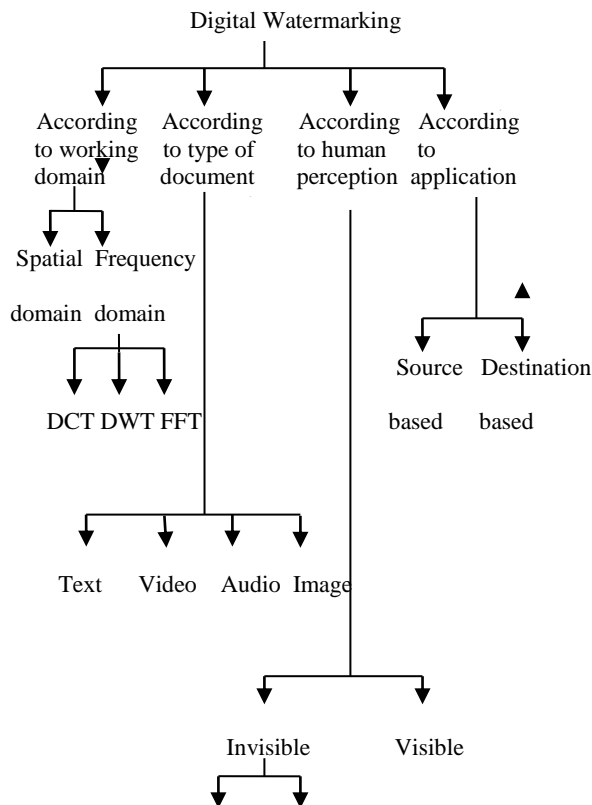 Digital Watermarking
According According According According
to working to type of to human to
domain document perception application
Spatial Frequency
domain domain
Source Destination
DCT DWT FFT
based based
Text Video Audio Image
Invisible Visible